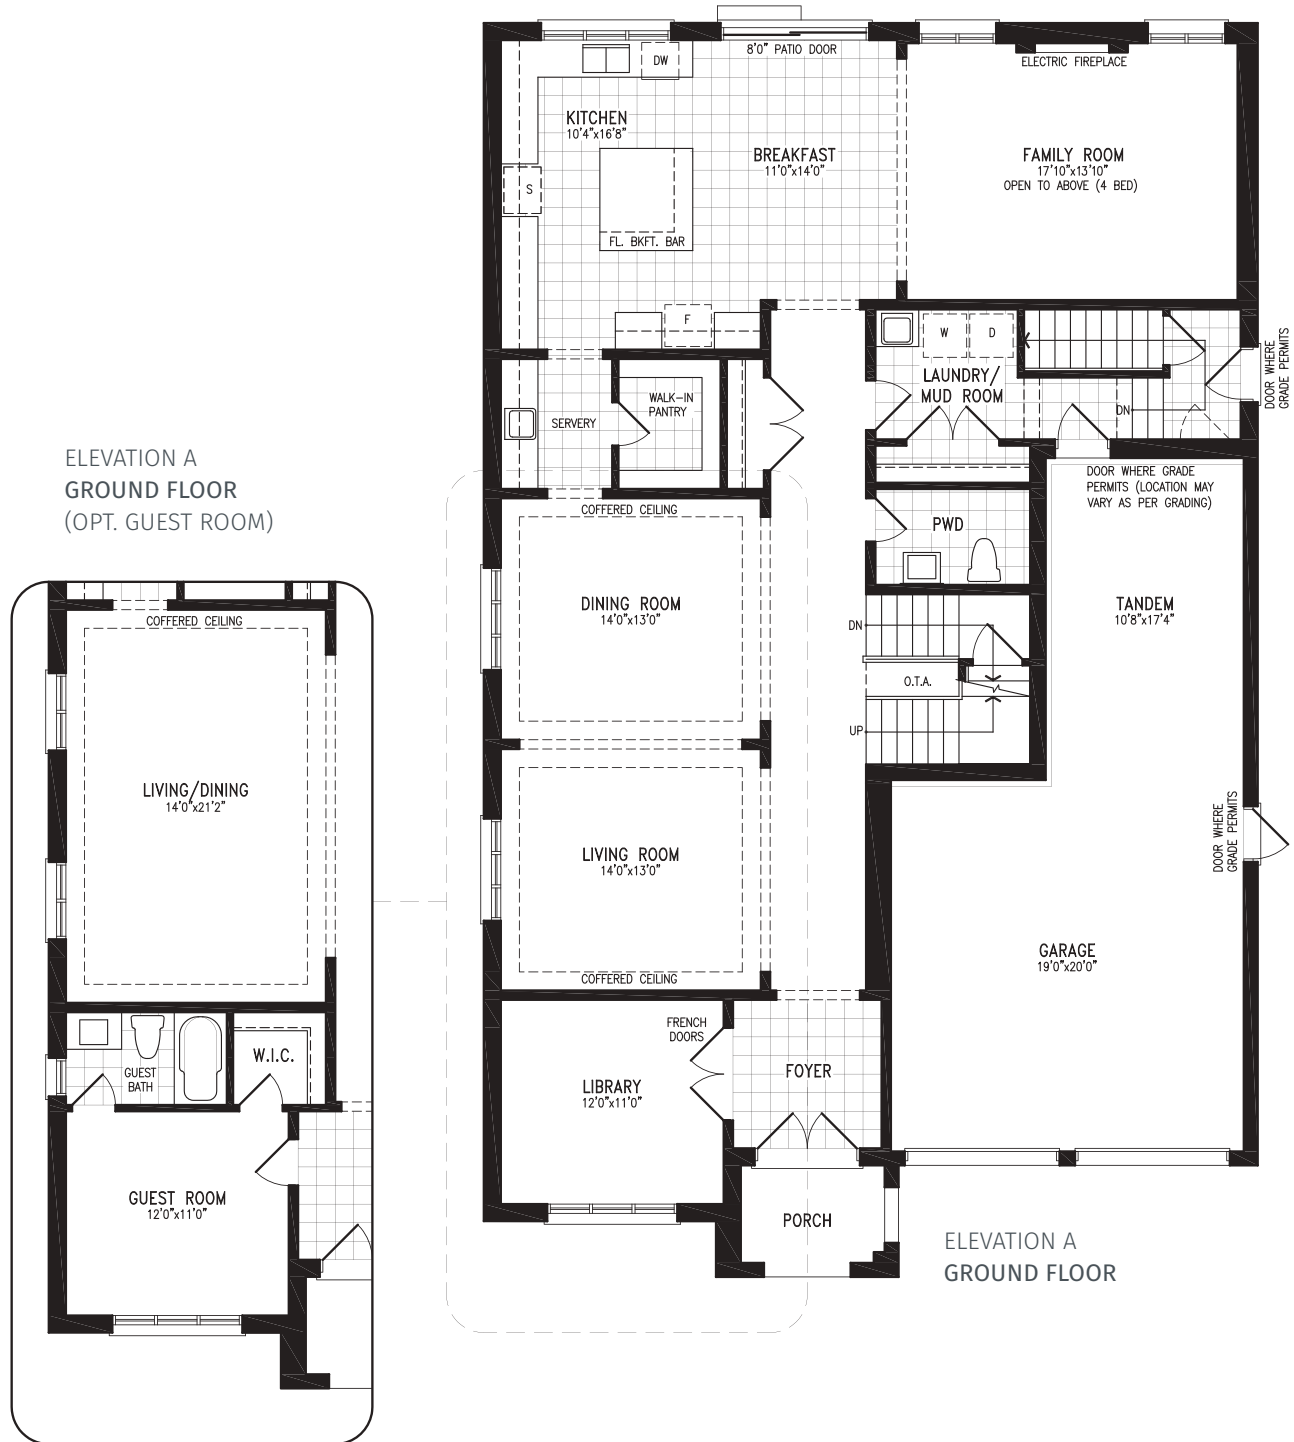 8'0" PATIO DOOR
DW
ELECTRIC FIREPLACE
KITCHEN
10'4"x16'8"
BREAKFAST
11'0"x14'0"
FAMILY ROOM
17'10"x13'10"
OPEN TO ABOVE (4 BED)
S
FL. BKFT. BAR
F
W
D
LAUNDRY/
MUD ROOM
DN
DOOR WHERE
GRADE PERMITS
WALK-IN
PANTRY
SERVERY
DOOR WHERE GRADE
PERMITS (LOCATION MAY
VARY AS PER GRADING)
COFFERED CEILING
PWD
DINING ROOM
14'0"x13'0"
TANDEM
10'8"x17'4"
DN
O.T.A.
UP
LIVING ROOM
14'0"x13'0"
COFFERED CEILING
DOOR WHERE
GRADE PERMITS
GARAGE
19'0"x20'0"
FRENCH
DOORS
FOYER
LIBRARY
12'0"x11'0"
PORCH
ELEVATION A
GROUND FLOOR
ELEVATION A
GROUND FLOOR
(OPT. GUEST ROOM)
COFFERED CEILING
LIVING/DINING
14'0"x21'2"
GUEST
BATH
W.I.C.
GUEST ROOM
12'0"x11'0"